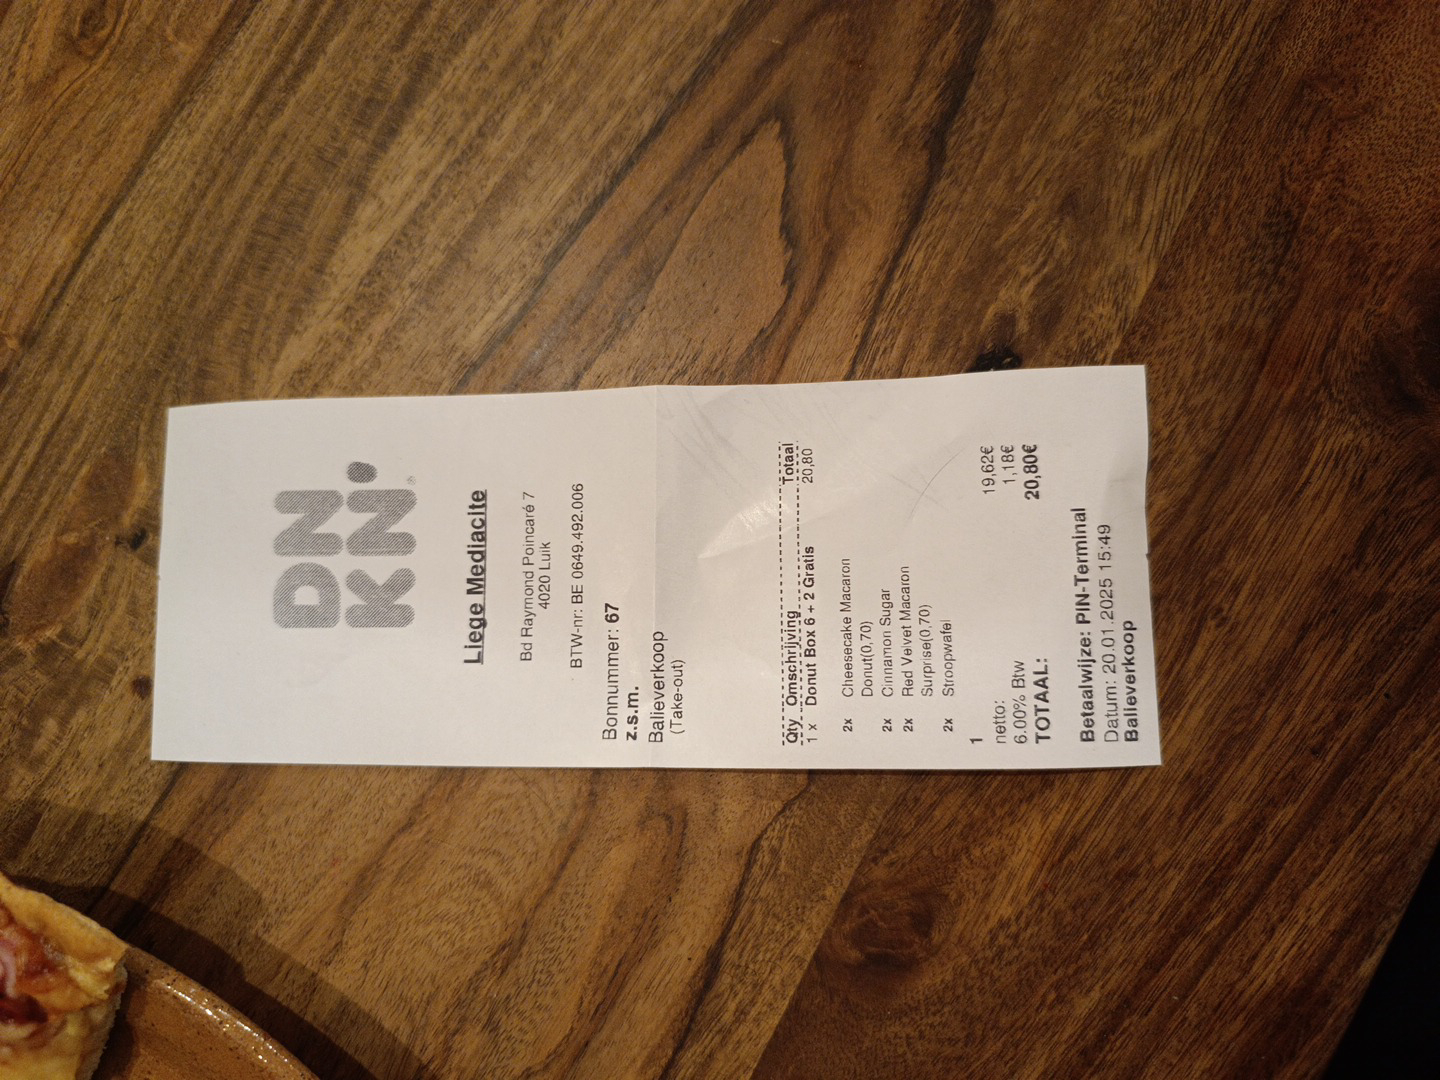 DN
KN.®
Liege Mediacite
Bd Raymond Poincaré 7
4020 Luik
BTW-nr: BE 0649.492.006
Bonnummer: 67
z.s.m.
Balieverkoop
(Take-out)
Qty Omschrijving Totaal
1 x Donut Box 6 + 2 Gratis 20,80
2x Cheesecake Macaron
Donut(0,70)
2x Cinnamon Sugar
2x Red Velvet Macaron
Surprise(0,70)
2x Stroopwafel
1
netto: 19,62€
6.00% Btw 1,18€
TOTAAL: 20,80€
Betaalwijze: PIN-Terminal
Datum: 20.01.2025 15:49
Balieverkoop